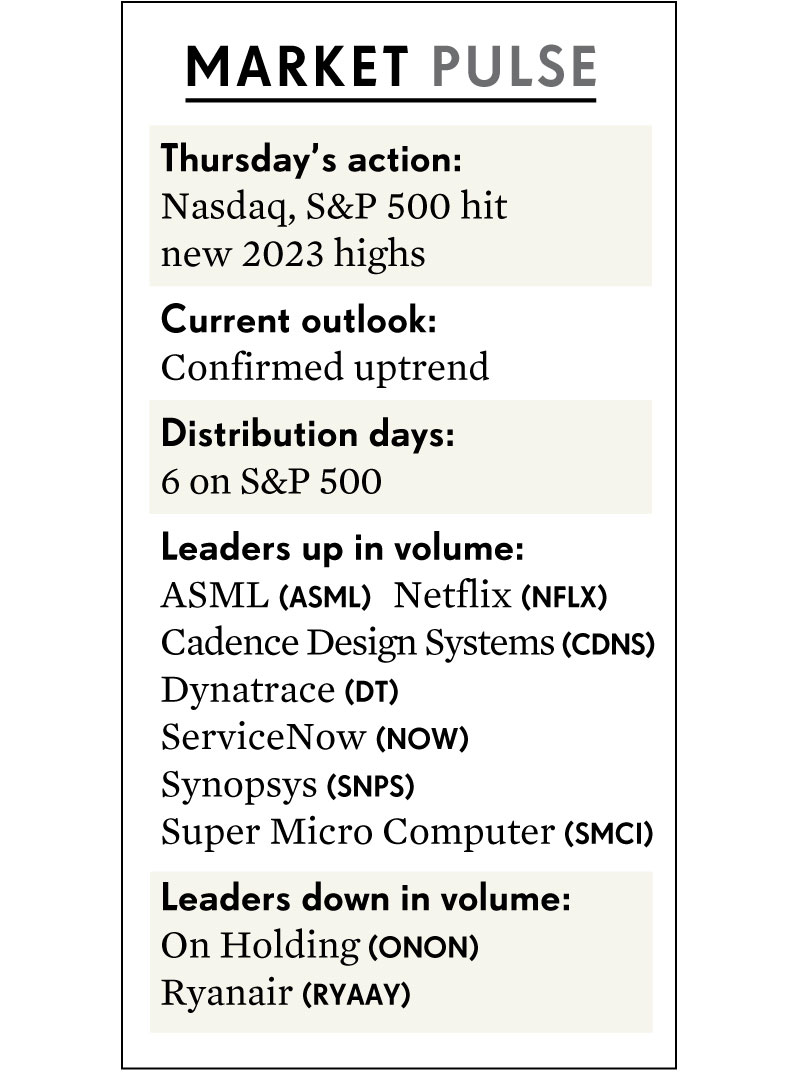 MARKET PULSE
Thursday’s action:
Nasdaq, S&P 500 hit
new 2023 highs
Current outlook:
Confirmed uptrend
Distribution days:
6 on S&P 500
Leaders up in volume:
ASML (ASML) Netflix (NFLX)
Cadence Design Systems (CDNS)
Dynatrace (DT)
ServiceNow (NOW)
Synopsys (SNPS)
Super Micro Computer (SMCI)
Leaders down in volume:
On Holding (ONON)
Ryanair (RYAAY)